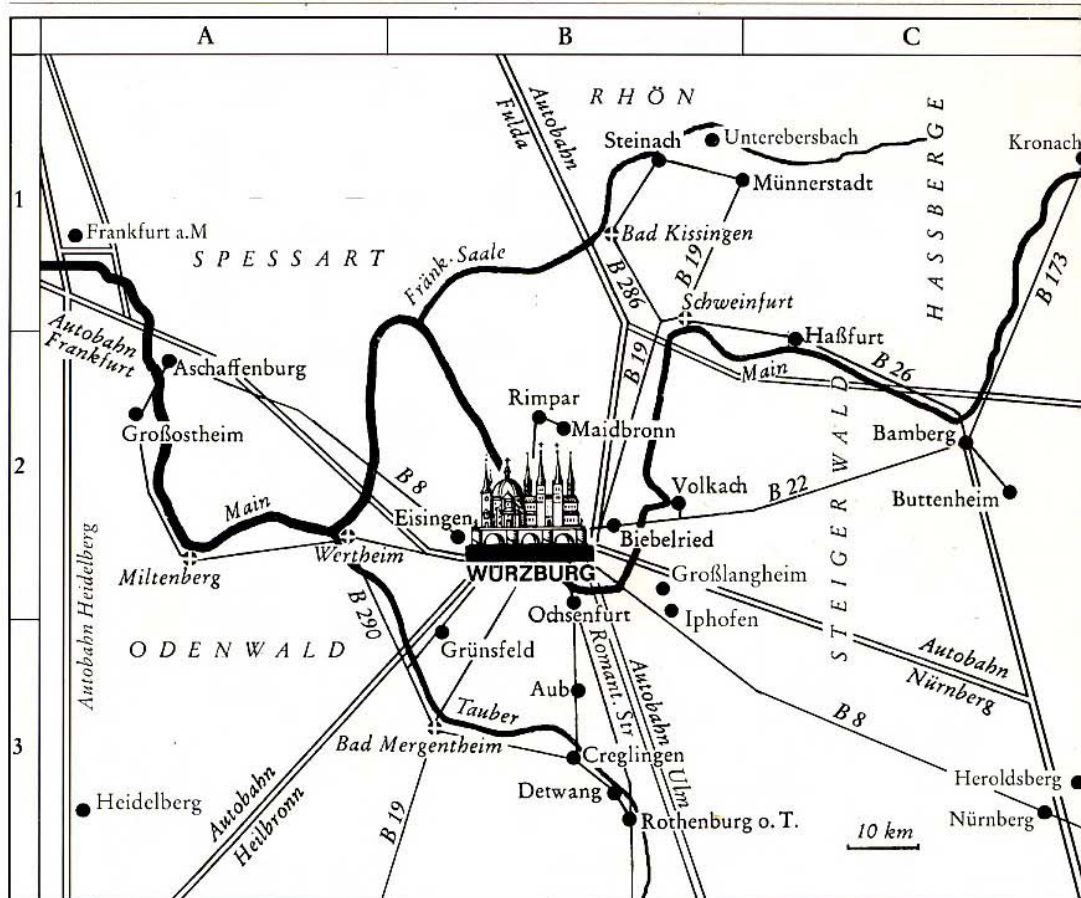 A
B
C
1
2
3
RHÖN
Autobahn
Fulda
Steinach
Unterebersbach
Münnerstadt
Kronach
HASSBERGE
Frankfurt a.M
SPESSART
Bad Kissingen
Fränk. Saale
B 286
B 19
Schweinfurt
B 173
Autobahn
Frankfurt
Aschaffenburg
Haßfurt
B 19
Main
B 26
Großostheim
Rimpar
Maidbronn
STEIGER WALD
Bamberg
B 8
Volkach
B 22
Buttenheim
Main
Eisingen
Biebelried
Wertheim
Miltenberg
WÜRZBURG
Großlangheim
Ochsenfurt
Iphofen
Autobahn Heidelberg
B 290
ODENWALD
Grünsfeld
Romant. Str
Autobahn Ulm
Autobahn
Nürnberg
Aub
Tauber
B 8
Bad Mergentheim
Creglingen
Heidelberg
Autobahn
Heilbronn
B 19
Detwang
Rothenburg o. T.
Heroldsberg
Nürnberg
10 km